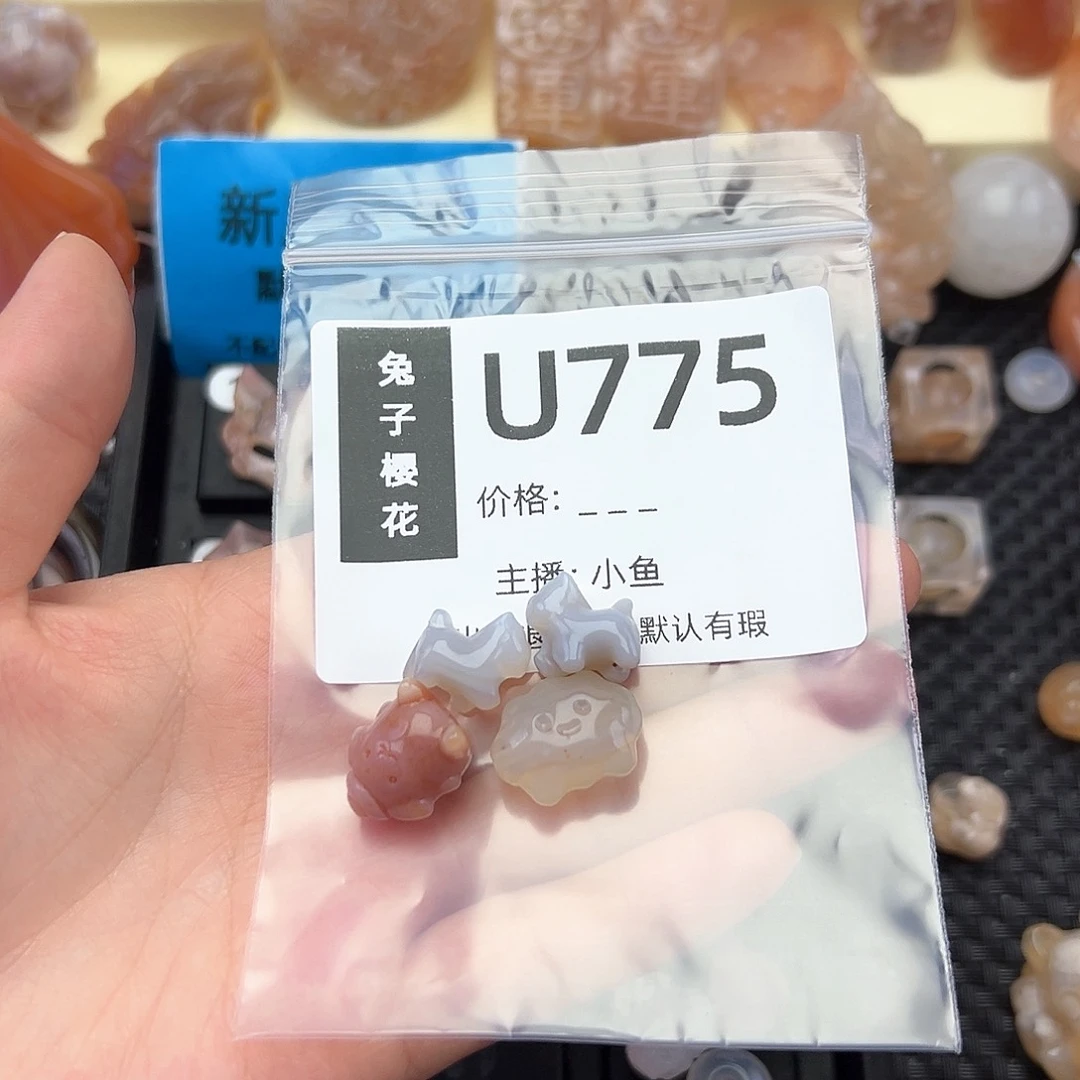 新
兔子樱花
U775
价格: _ _ _
主播: 小鱼
默认有瑕